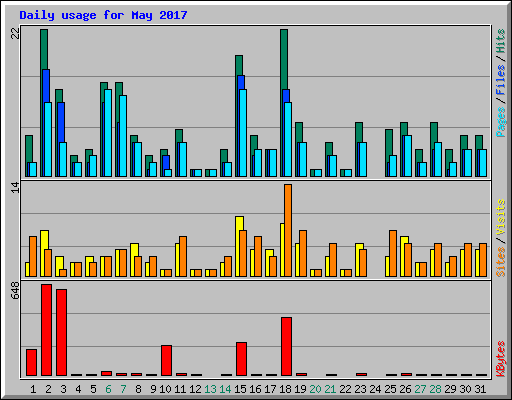 Daily usage for May 2017
22
Pages / Files / Hits
14
Sites / Visits
648
KBytes
1 2 3 4 5 6 7 8 9 10 11 12 13 14 15 16 17 18 19 20 21 22 23 24 25 26 27 28 29 30 31